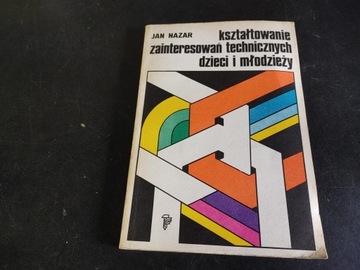 JAN NAZAR
kształtowanie
zainteresowań technicznych
dzieci i młodzieży